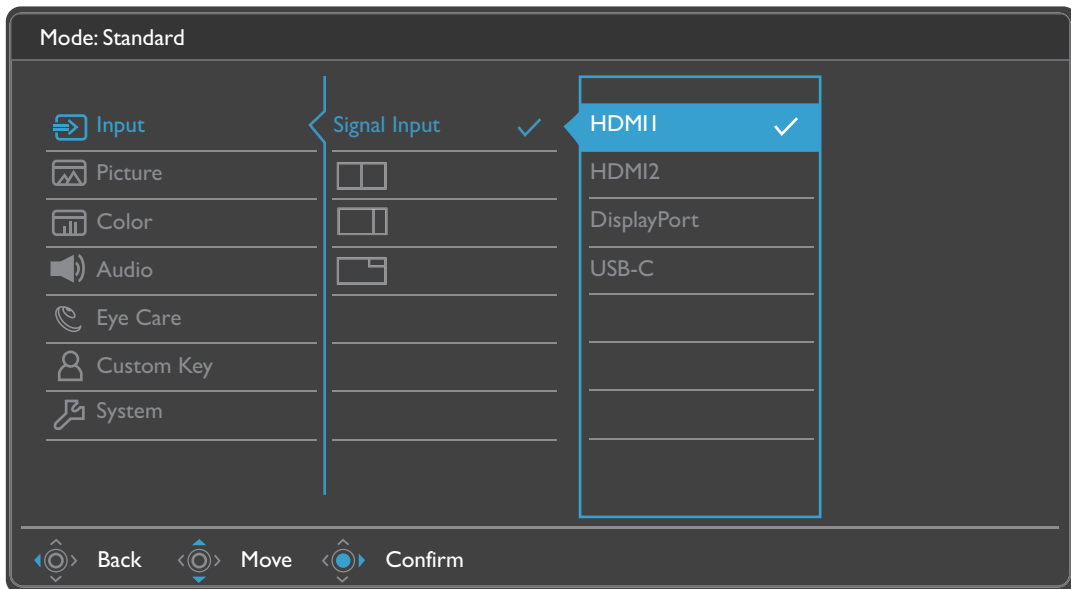 Mode: Standard
Input
Signal Input
HDMI1
Picture
HDMI2
Color
DisplayPort
Audio
USB-C
Eye Care
Custom Key
System
Back
Move
Confirm